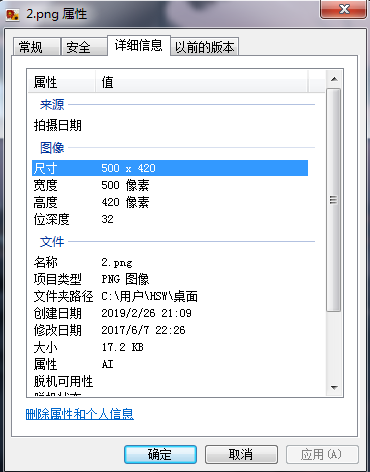 2.png 属性
常规 安全 详细信息 以前的版本
属性 值
来源
拍摄日期
图像
尺寸 500 x 420
宽度 500 像素
高度 420 像素
位深度 32
文件
名称 2.png
项目类型 PNG 图像
文件夹路径 C:\用户\HSW\桌面
创建日期 2019/2/26 21:09
修改日期 2017/6/7 22:26
大小 17.2 KB
属性 AI
脱机可用性
脱机状态
删除属性和个人信息
确定 取消 应用(A)